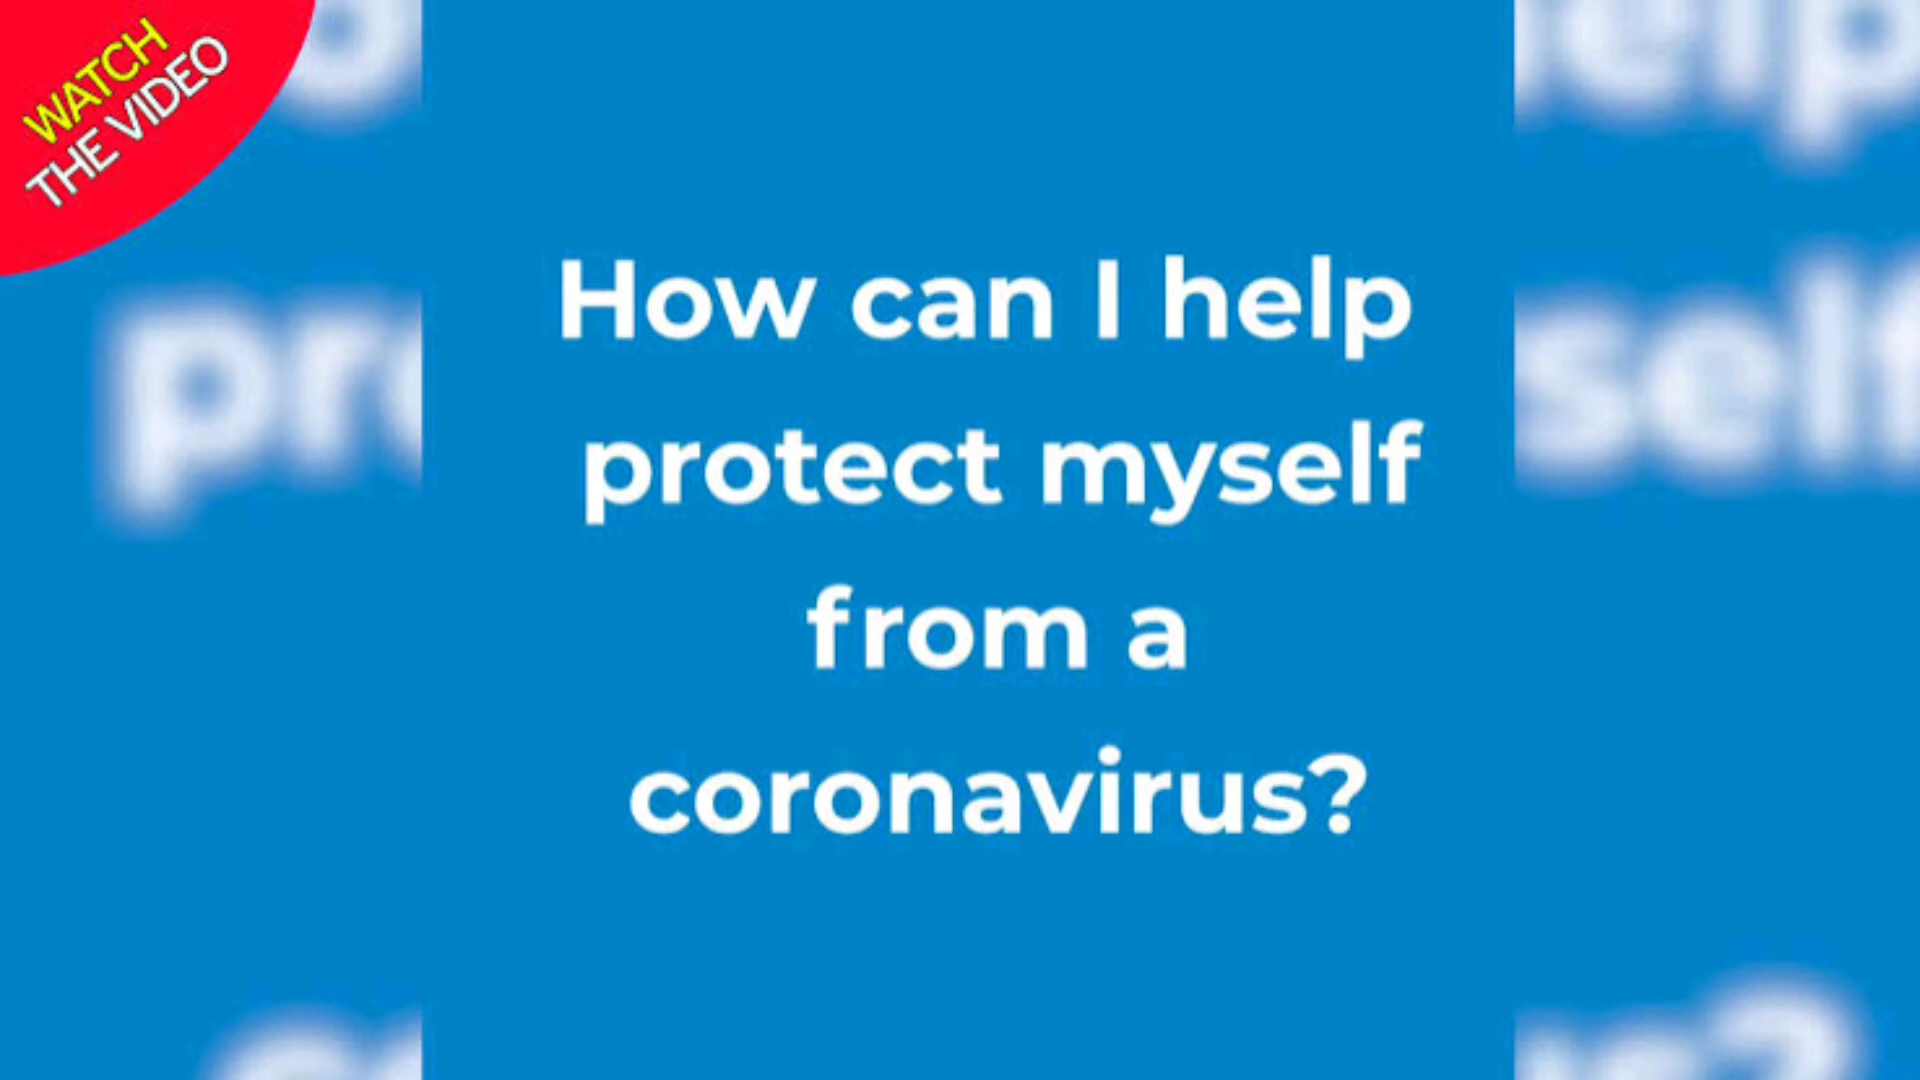 WATCH
THE VIDEO
How can I help
protect myself
from a
coronavirus?